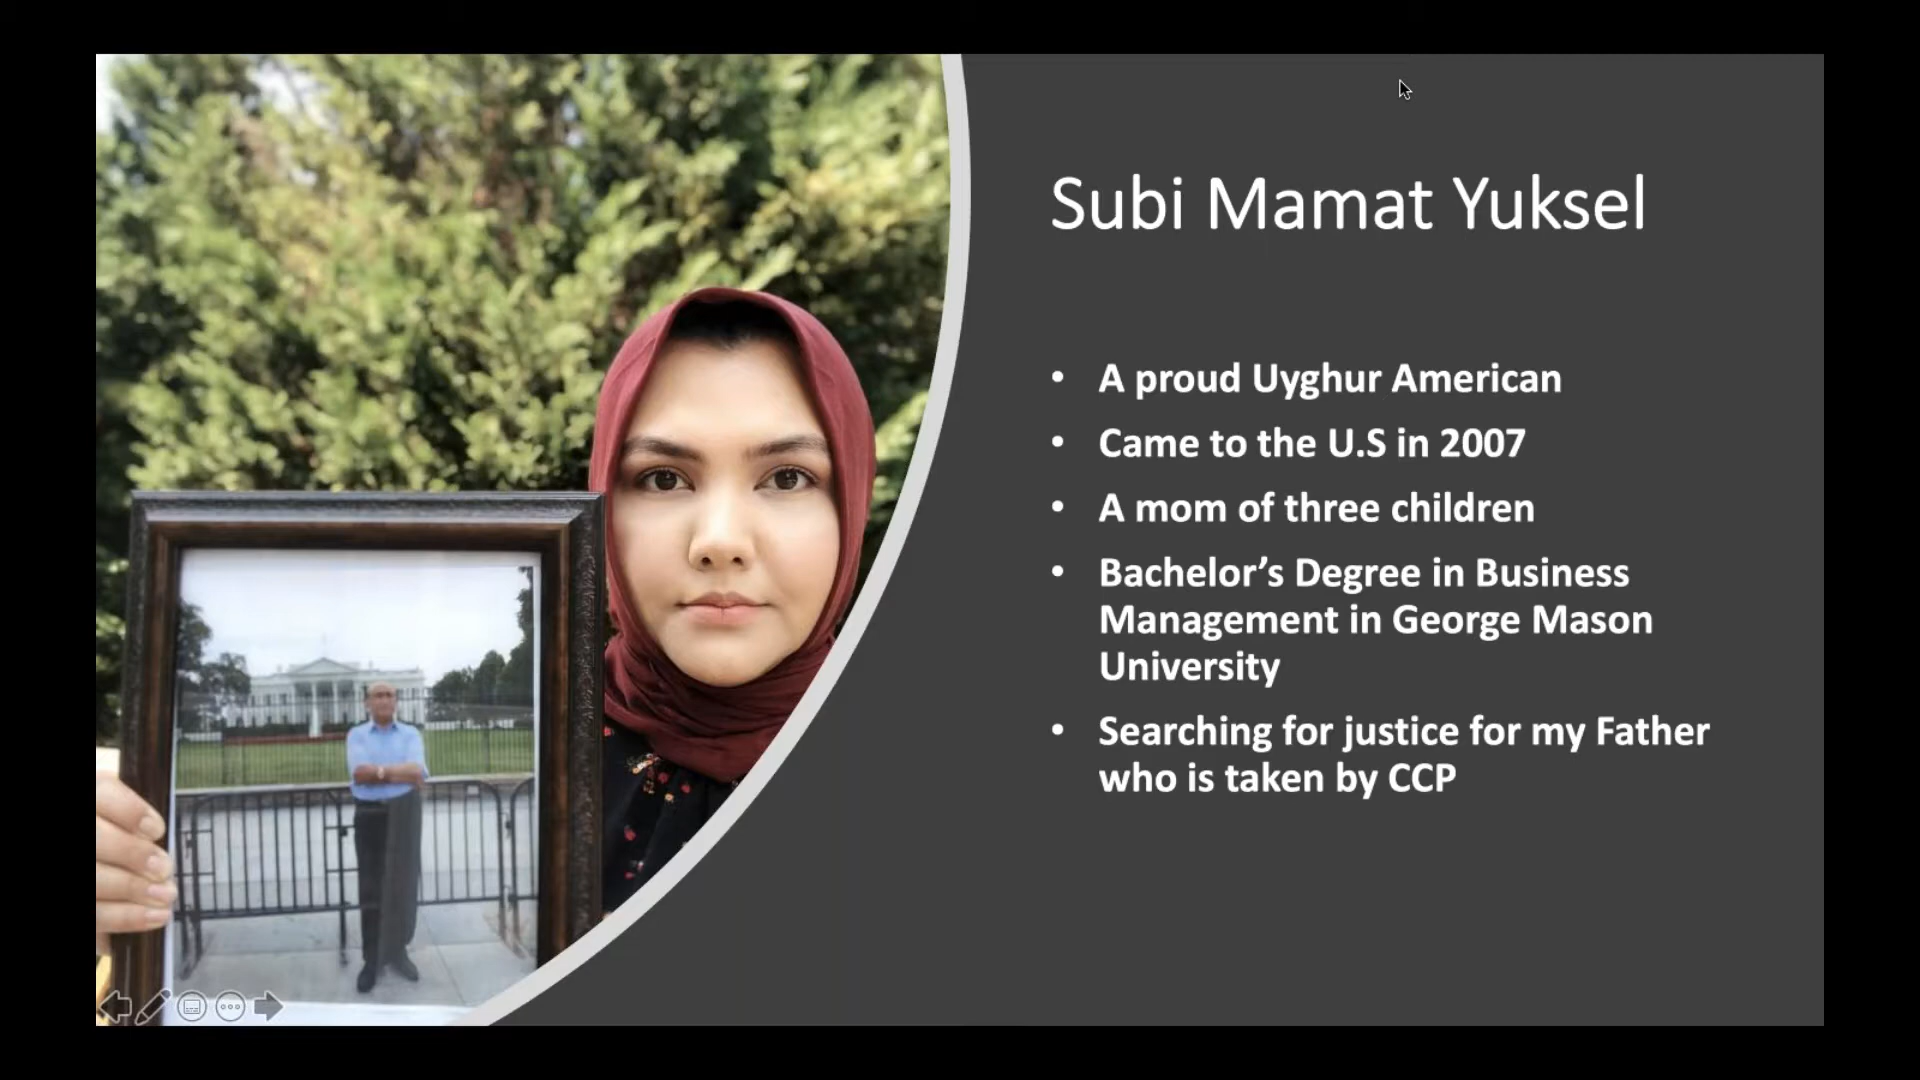 Subi Mamat Yuksel
• A proud Uyghur American
• Came to the U.S in 2007
• A mom of three children
• Bachelor’s Degree in Business
Management in George Mason
University
• Searching for justice for my Father
who is taken by CCP